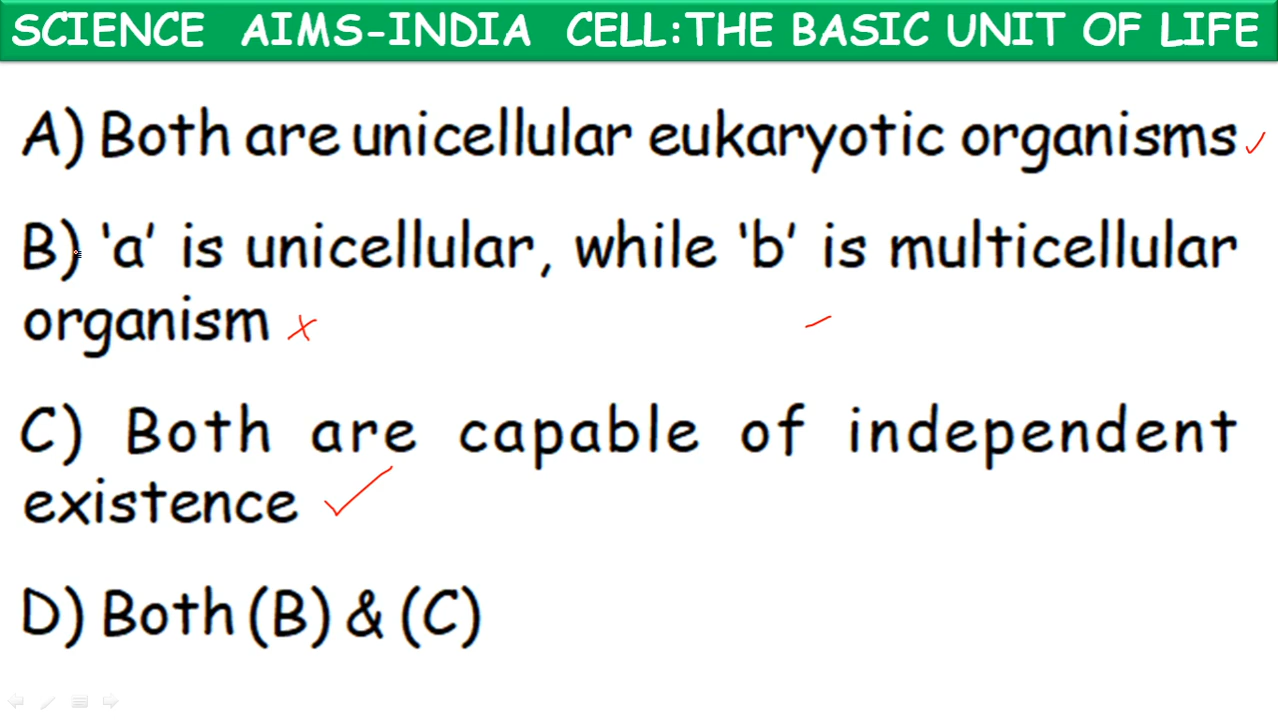 SCIENCE AIMS-INDIA CELL:THE BASIC UNIT OF LIFE
A) Both are unicellular eukaryotic organisms
B) ‘a’ is unicellular, while ‘b’ is multicellular
organism
C) Both are capable of independent
existence
D) Both (B) & (C)